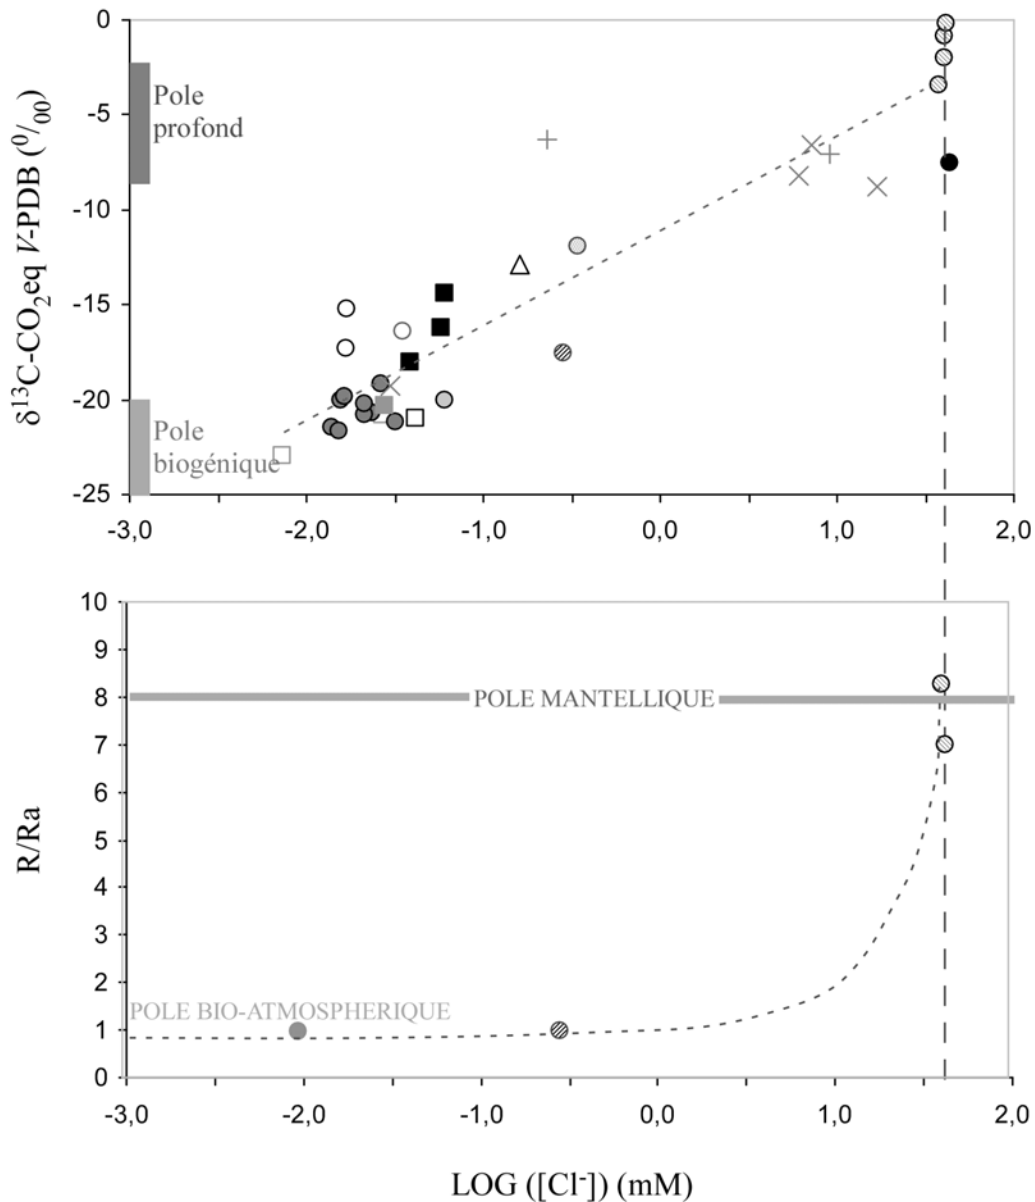 δ¹³C-CO₂eq V-PDB (⁰/₀₀)
0
-5
-10
-15
-20
-25
Pole
profond
Pole
biogénique
-3,0 -2,0 -1,0 0,0 1,0 2,0
R/Ra
10
9
8
7
6
5
4
3
2
1
0
POLE MANTELLIQUE
POLE BIO-ATMOSPHERIQUE
-3,0 -2,0 -1,0 0,0 1,0 2,0
LOG ([Cl⁻]) (mM)